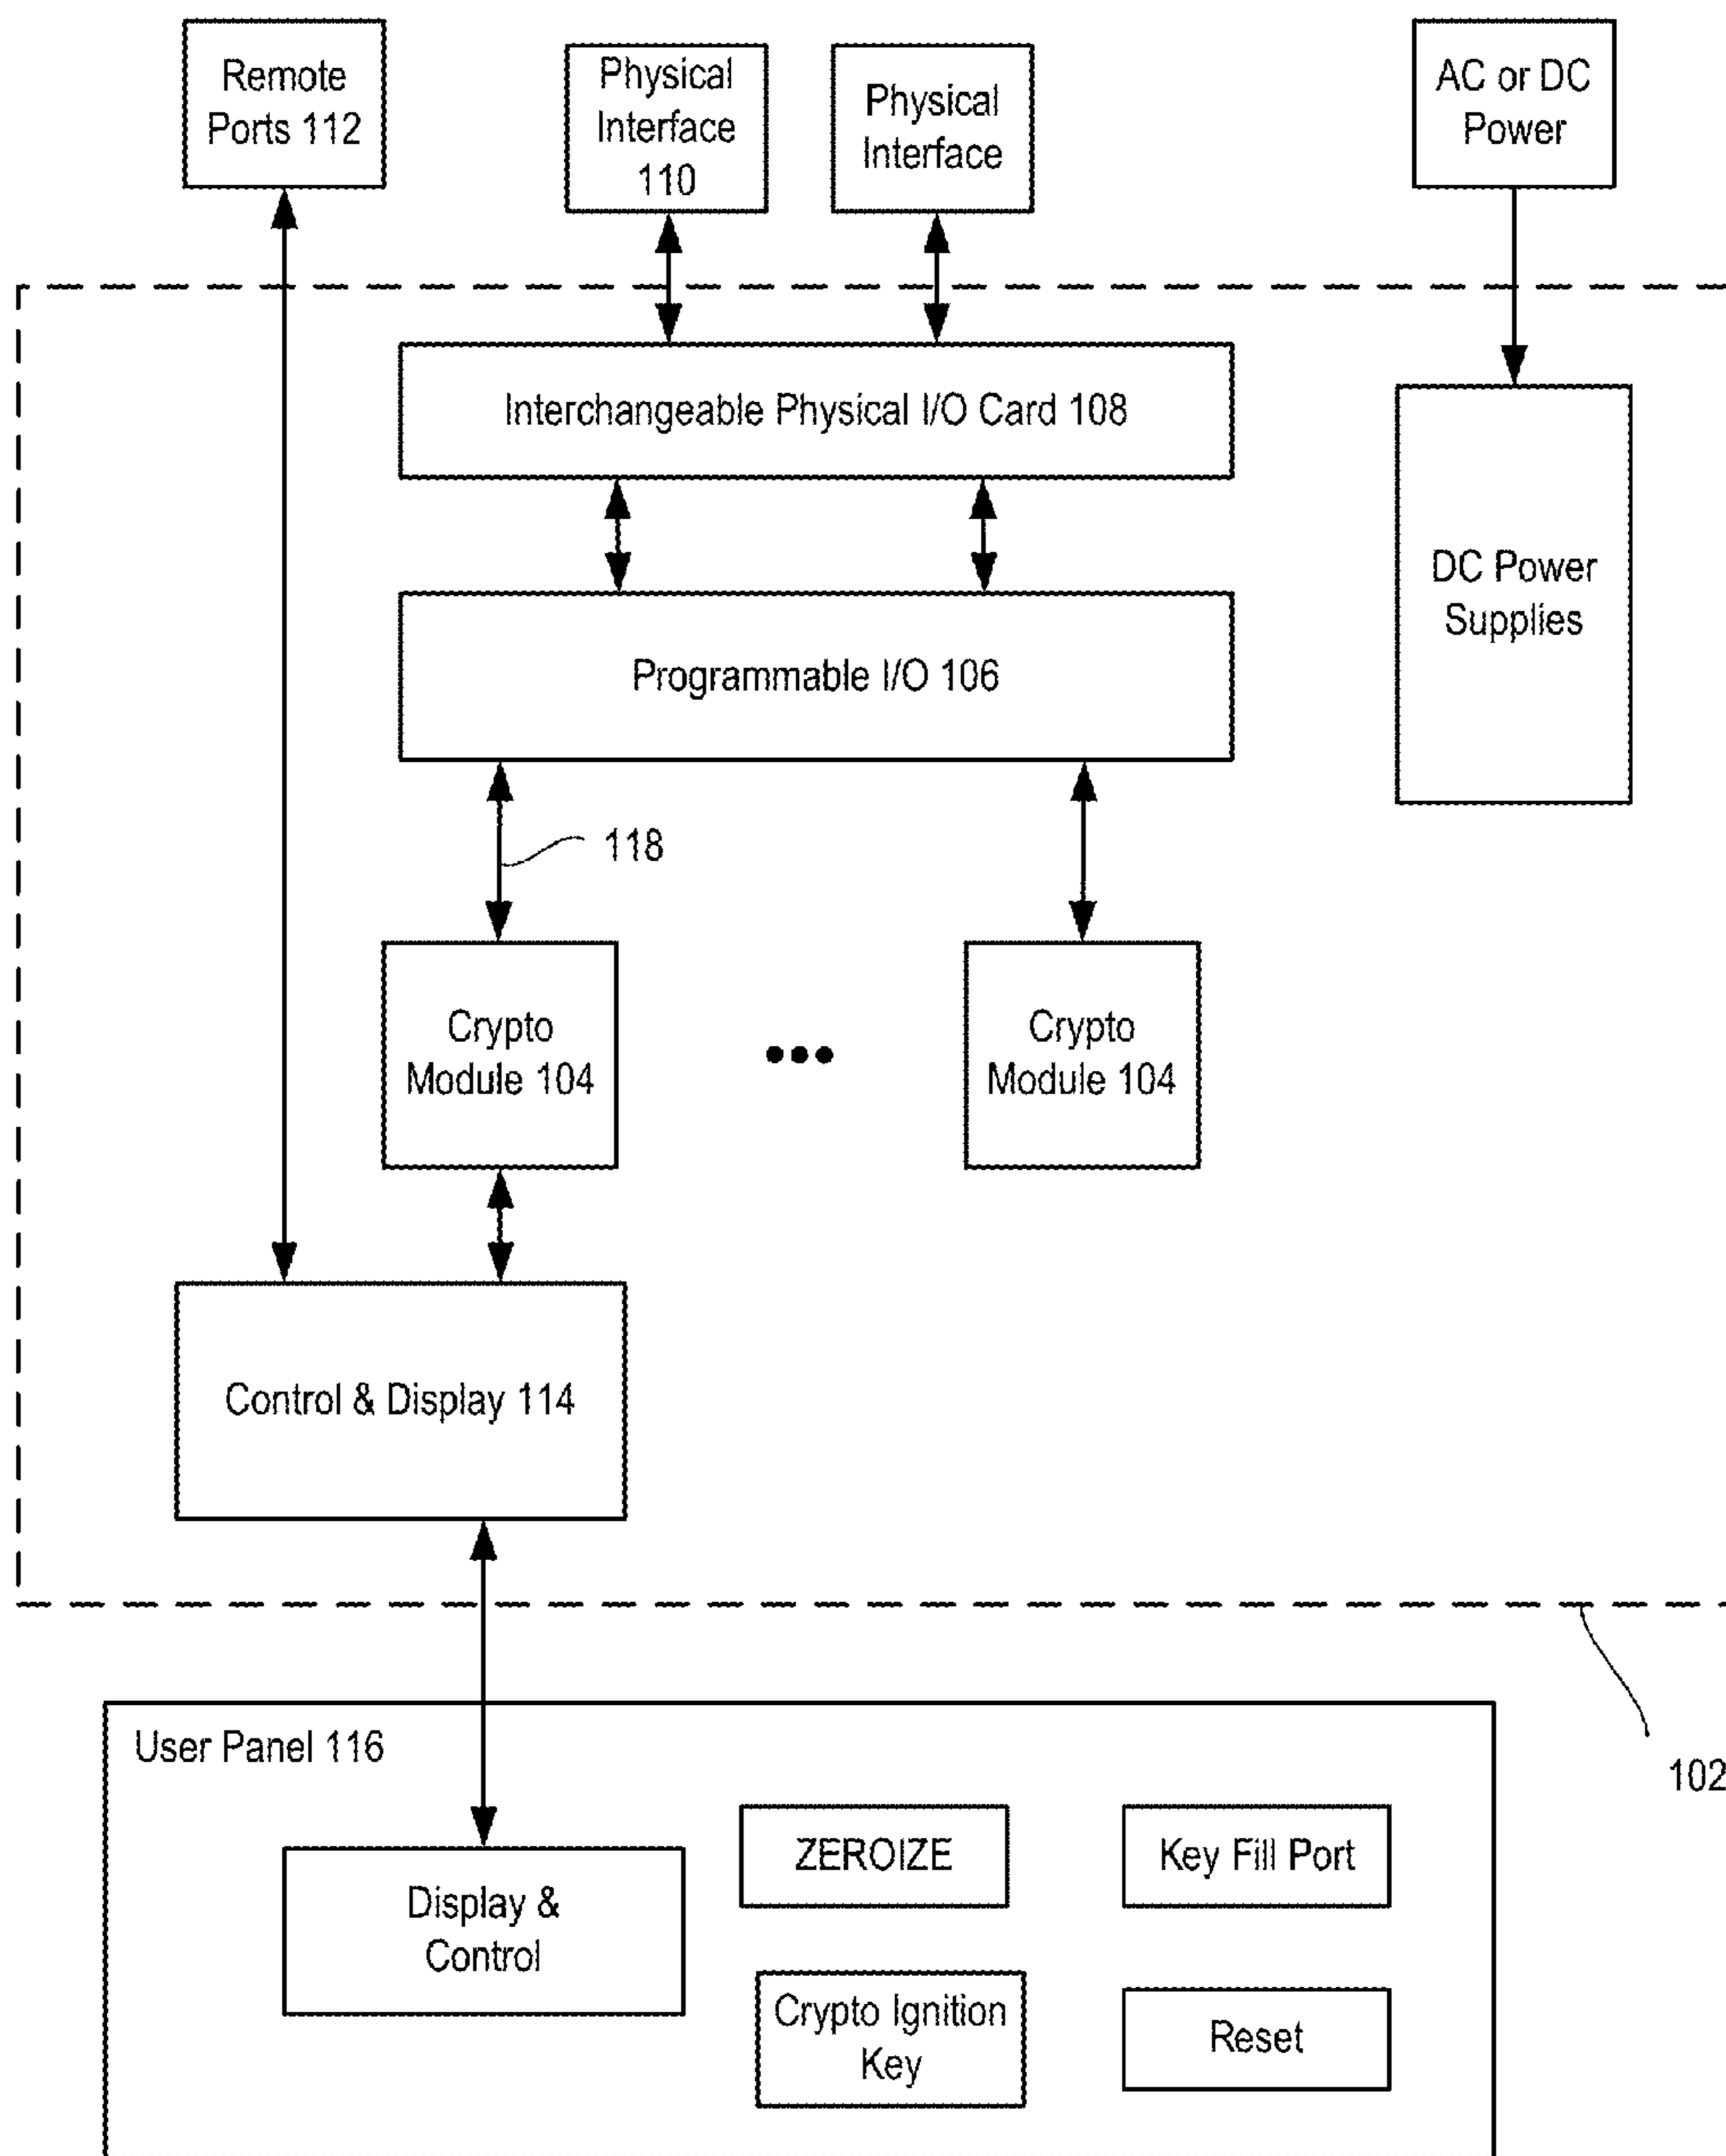 Remote
Ports 112
Physical
Interface
110
Physical
Interface
AC or DC
Power
Interchangeable Physical I/O Card 108
DC Power
Supplies
Programmable I/O 106
118
Crypto
Module 104
Crypto
Module 104
Control & Display 114
102
User Panel 116
ZEROIZE
Key Fill Port
Display &
Control
Crypto Ignition
Key
Reset